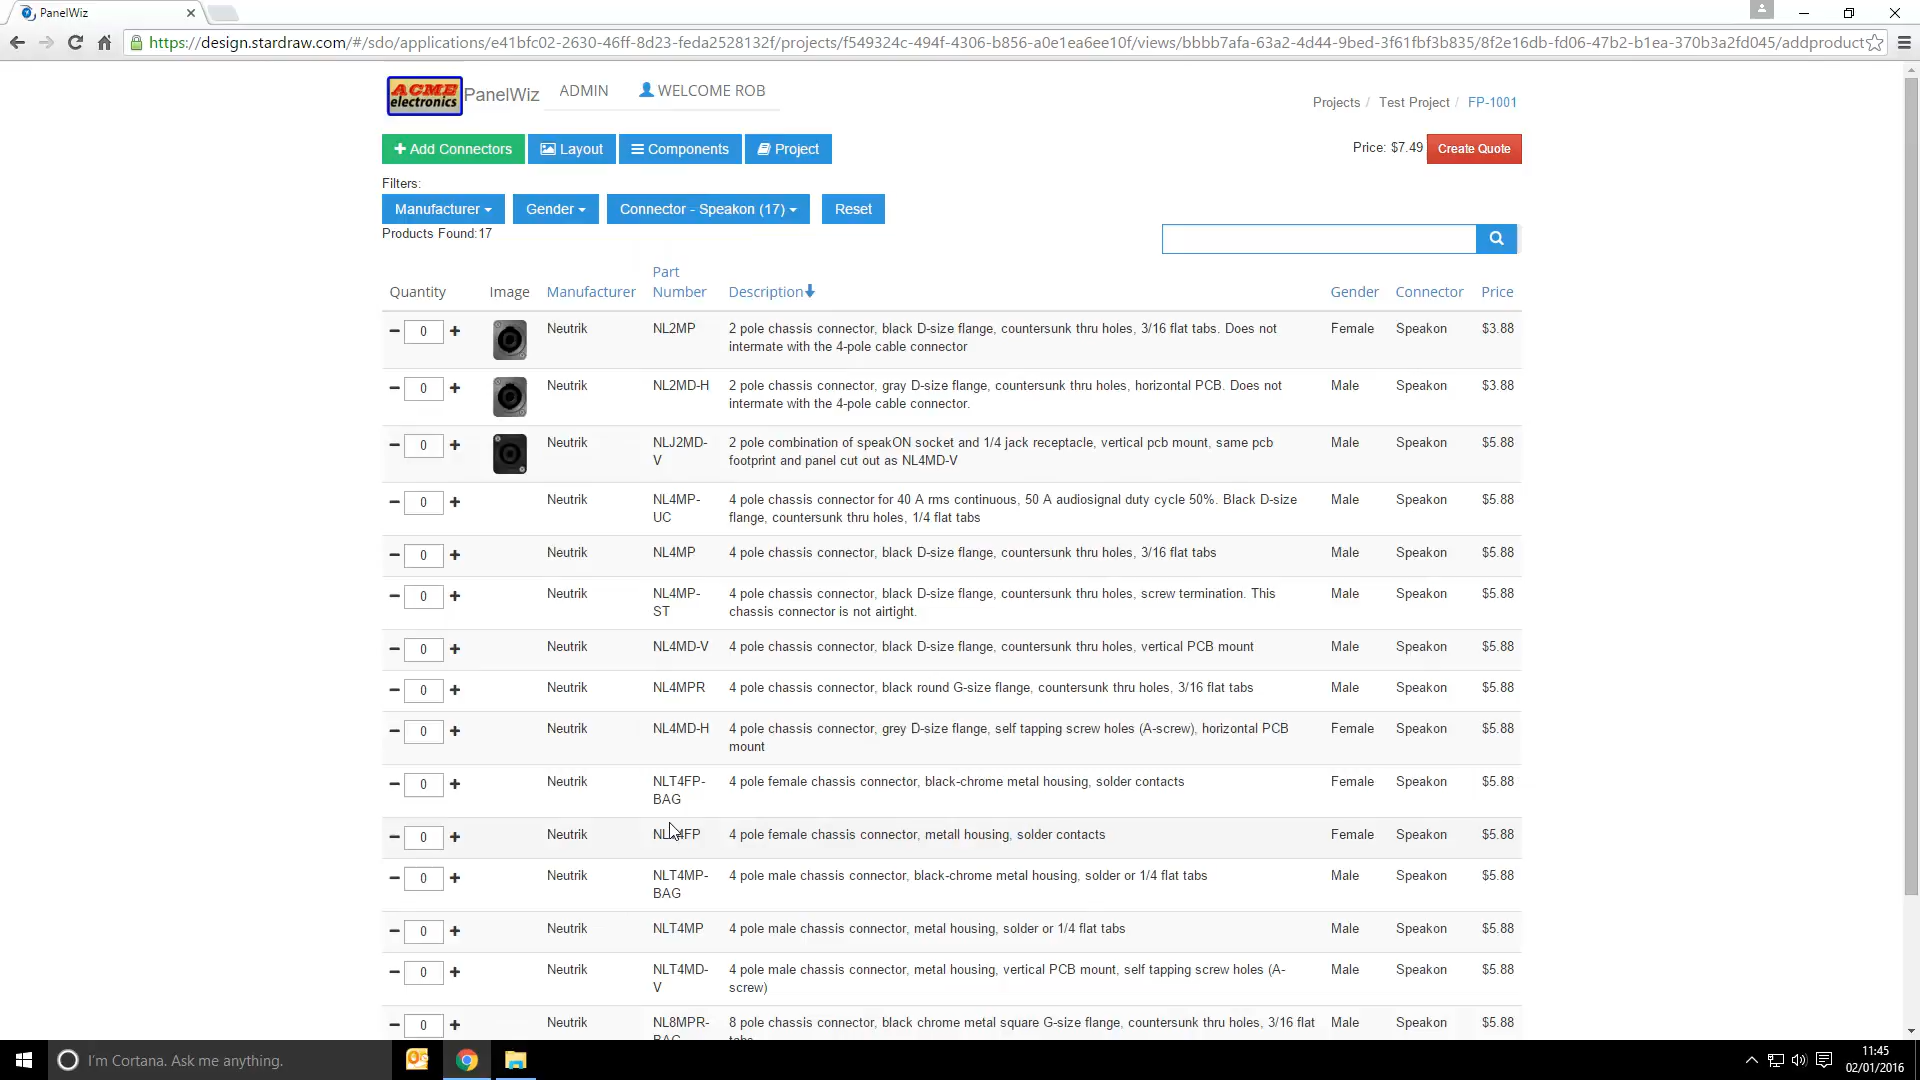 PanelWiz
https://design.stardraw.com/#/sdo/applications/e41bfc02-2630-46ff-8d23-feda2528132f/projects/f549324c-494f-4306-b856-a0e1ea6ee10f/views/bbbb7afa-63a2-4d44-9bed-3f61fbf3b835/8f2e16db-fd06-47b2-b1ea-370b3a2fd045/addproduct
ACME electronics PanelWiz ADMIN WELCOME ROB
Projects / Test Project / FP-1001
Add Connectors Layout Components Project Price: $7.49 Create Quote
Filters:
Manufacturer Gender Connector - Speakon (17) Reset
Products Found:17
Quantity Image Manufacturer Part Number Description Gender Connector Price
0 Neutrik NL2MP 2 pole chassis connector, black D-size flange, countersunk thru holes, 3/16 flat tabs. Does not Female Speakon $3.88
intermate with the 4-pole cable connector
0 Neutrik NL2MD-H 2 pole chassis connector, gray D-size flange, countersunk thru holes, horizontal PCB. Does not Male Speakon $3.88
intermate with the 4-pole cable connector.
0 Neutrik NLJ2MD- 2 pole combination of speakON socket and 1/4 jack receptacle, vertical pcb mount, same pcb Male Speakon $5.88
V footprint and panel cut out as NL4MD-V
0 Neutrik NL4MP- 4 pole chassis connector for 40 A rms continuous, 50 A audiosignal duty cycle 50%. Black D-size Male Speakon $5.88
UC flange, countersunk thru holes, 1/4 flat tabs
0 Neutrik NL4MP 4 pole chassis connector, black D-size flange, countersunk thru holes, 3/16 flat tabs Male Speakon $5.88
0 Neutrik NL4MP- 4 pole chassis connector, black D-size flange, countersunk thru holes, screw termination. This Male Speakon $5.88
ST chassis connector is not airtight.
0 Neutrik NL4MD-V 4 pole chassis connector, black D-size flange, countersunk thru holes, vertical PCB mount Male Speakon $5.88
0 Neutrik NL4MPR 4 pole chassis connector, black round G-size flange, countersunk thru holes, 3/16 flat tabs Male Speakon $5.88
0 Neutrik NL4MD-H 4 pole chassis connector, grey D-size flange, self tapping screw holes (A-screw), horizontal PCB Female Speakon $5.88
mount
0 Neutrik NLT4FP- 4 pole female chassis connector, black-chrome metal housing, solder contacts Female Speakon $5.88
BAG
0 Neutrik 4 pole female chassis connector, metall housing, solder contacts Female Speakon $5.88
0 Neutrik NLT4MP- 4 pole male chassis connector, black-chrome metal housing, solder or 1/4 flat tabs Male Speakon $5.88
BAG
0 Neutrik NLT4MP 4 pole male chassis connector, metal housing, solder or 1/4 flat tabs Male Speakon $5.88
0 Neutrik NLT4MD- 4 pole male chassis connector, metal housing, vertical PCB mount, self tapping screw holes (A- Male Speakon $5.88
V screw)
0 Neutrik NL8MPR- 8 pole chassis connector, black chrome metal square G-size flange, countersunk thru holes, 3/16 flat Male Speakon $5.88
I'm Cortana. Ask me anything.
11:45
02/01/2016